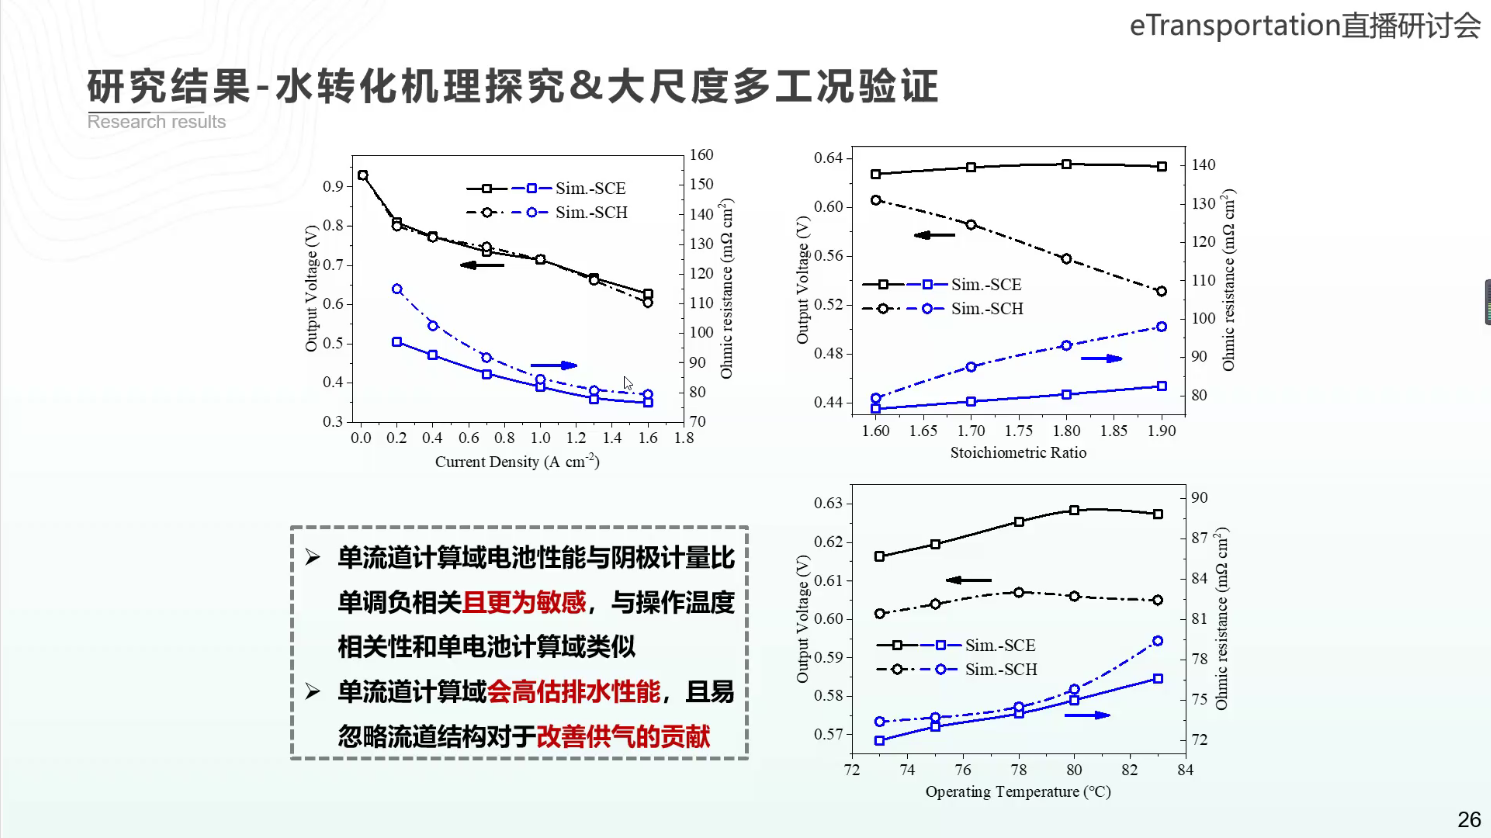 eTransportation直播研讨会
研究结果-水转化机理探究&大尺度多工况验证
Research results
160
150
140
130
120
110
100
90
80
70
0.9
0.8
0.7
0.6
0.5
0.4
0.3
Sim.-SCE
Sim.-SCH
Output Voltage (V)
Ohmic resistance (mΩ cm²)
0.0 0.2 0.4 0.6 0.8 1.0 1.2 1.4 1.6 1.8
Current Density (A cm⁻²)
0.64
0.60
0.56
0.52
0.48
0.44
140
130
120
110
100
90
80
Sim.-SCE
Sim.-SCH
Output Voltage (V)
Ohmic resistance (mΩ cm²)
1.60 1.65 1.70 1.75 1.80 1.85 1.90
Stoichiometric Ratio
➢ 单流道计算域电池性能与阴极计量比
单调负相关且更为敏感，与操作温度
相关性和单电池计算域类似
➢ 单流道计算域会高估排水性能，且易
忽略流道结构对于改善供气的贡献
0.63
0.62
0.61
0.60
0.59
0.58
0.57
90
87
84
81
78
75
72
Sim.-SCE
Sim.-SCH
Output Voltage (V)
Ohmic resistance (mΩ cm²)
72 74 76 78 80 82 84
Operating Temperature (℃)
26